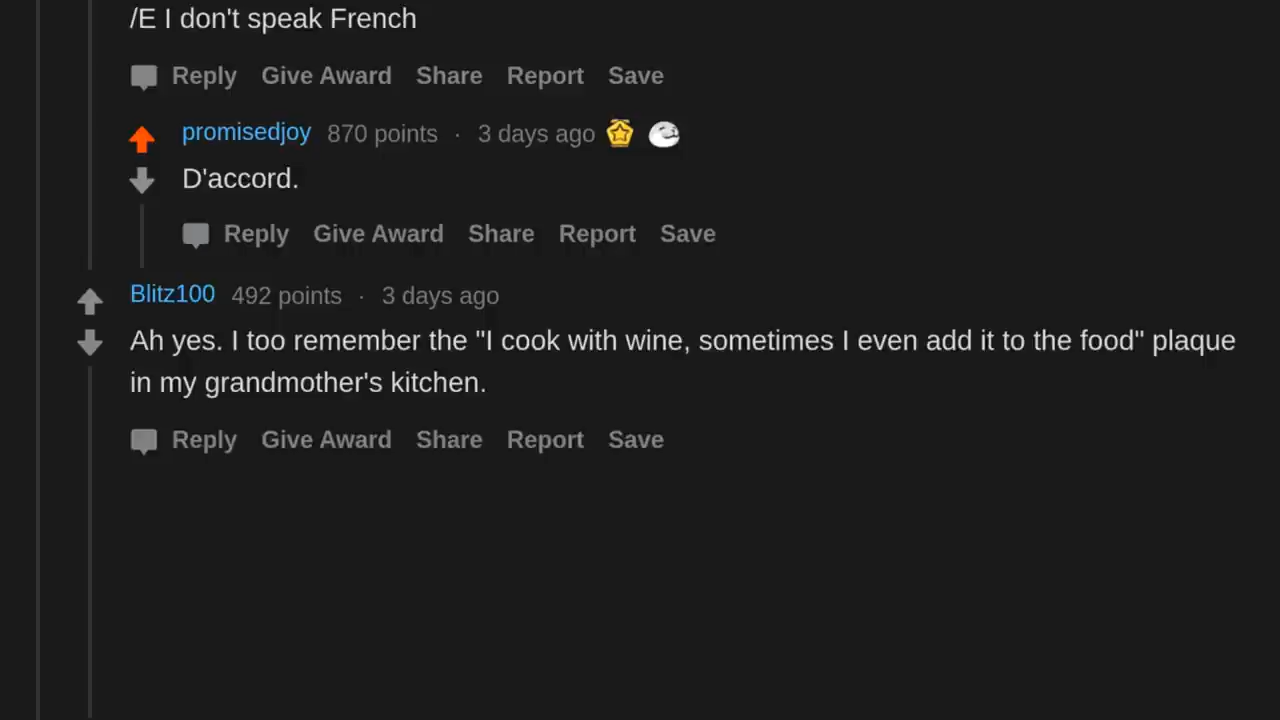 /E I don't speak French
Reply Give Award Share Report Save
promisedjoy 870 points · 3 days ago
D'accord.
Reply Give Award Share Report Save
Blitz100 492 points · 3 days ago
Ah yes. I too remember the "I cook with wine, sometimes I even add it to the food" plaque
in my grandmother's kitchen.
Reply Give Award Share Report Save